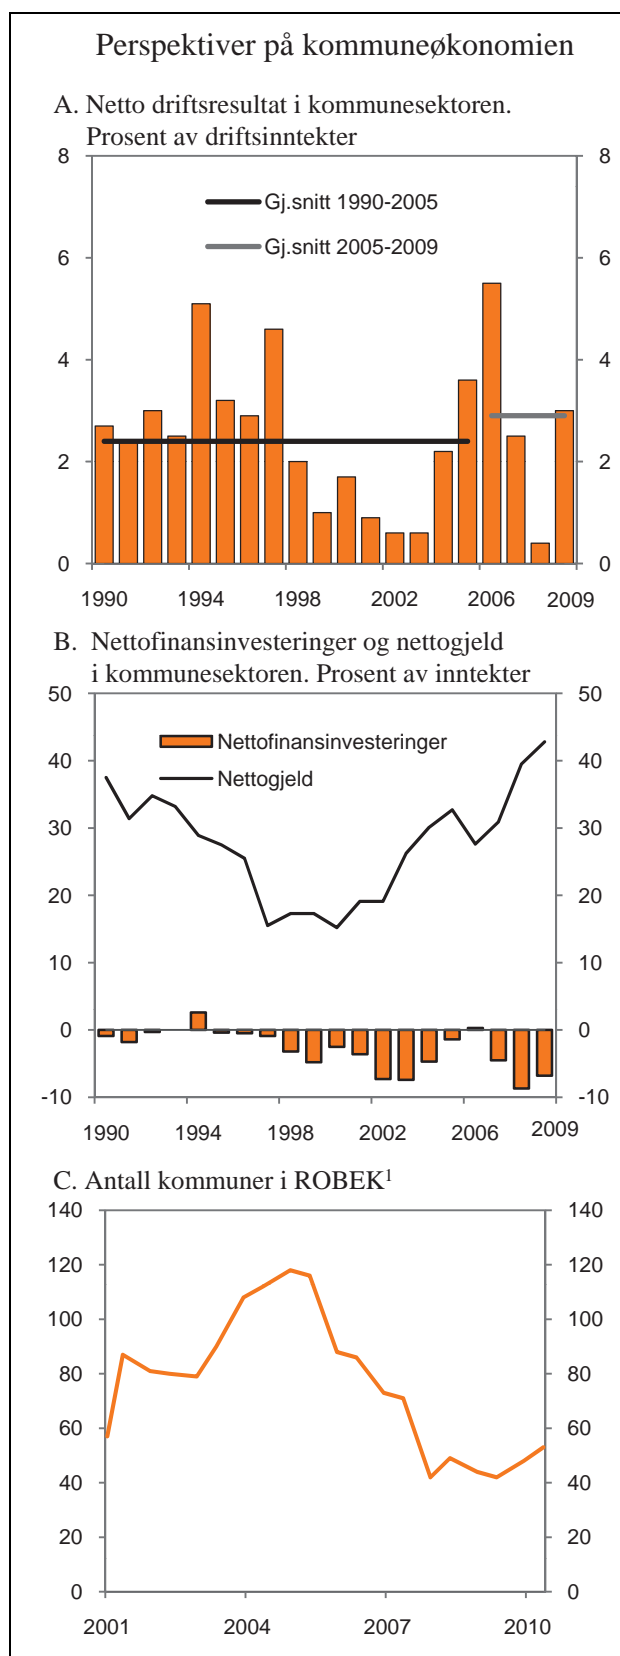 Perspektiver på kommuneøkonomien
A. Netto driftsresultat i kommunesektoren.
Prosent av driftsinntekter
8 8
Gj.snitt 1990-2005
Gj.snitt 2005-2009
6 6
4 4
2 2
0 0
1990 1994 1998 2002 2006 2009
B. Nettofinansinvesteringer og nettogjeld
i kommunesektoren. Prosent av inntekter
50 50
Nettofinansinvesteringer
40 40
Nettogjeld
30 30
20 20
10 10
0 0
-10 -10
1990 1994 1998 2002 2006 2009
C. Antall kommuner i ROBEK¹
140 140
120 120
100 100
80 80
60 60
40 40
20 20
0 0
2001 2004 2007 2010